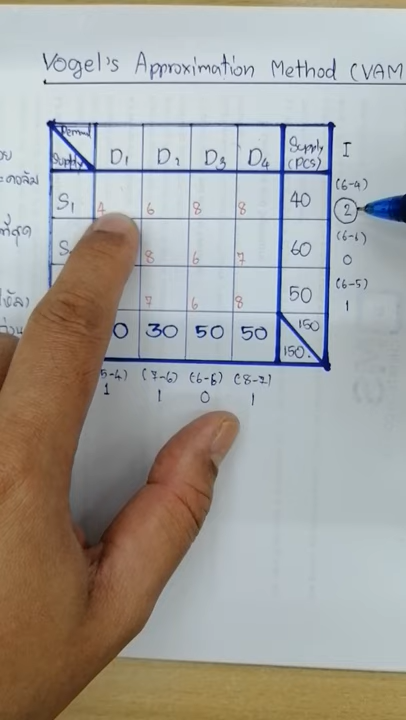 Vogel's Approximation Method (VAM
Demand
Supply
D1 D2 D3 D4 Supply (PCS) I
S1 4 6 8 8 40 (6-4) 2
S 8 6 7 60 (6-6) 0
7 6 8 50 (6-5) 1
0 30 50 50 150 150.
5-4) (7-6) (6-6) (8-7)
1 1 0 1